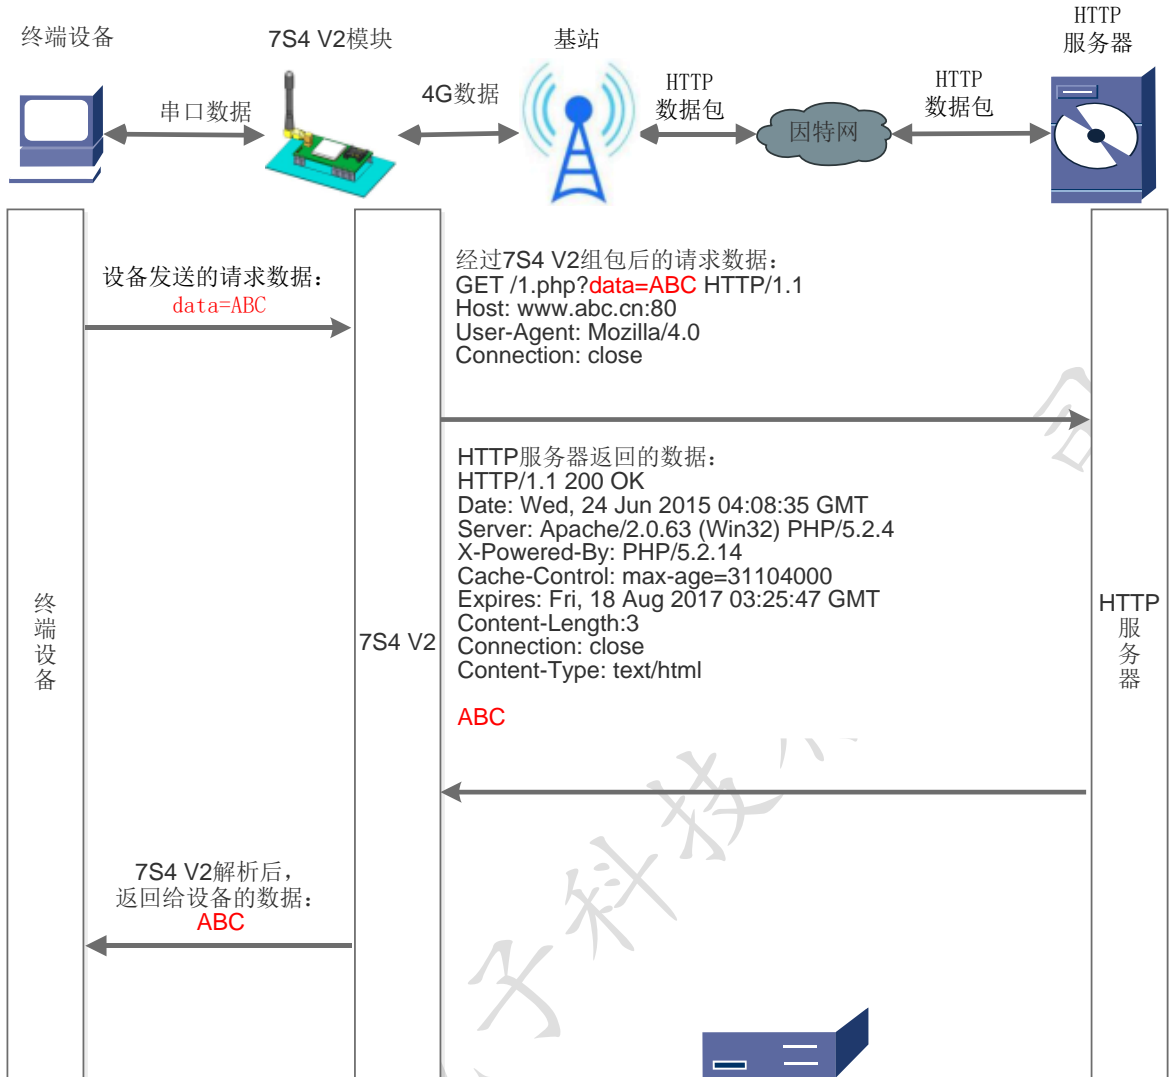 终端设备
7S4 V2模块
基站
HTTP
服务器
串口数据
4G数据
HTTP
数据包
因特网
HTTP
数据包
设备发送的请求数据：
data=ABC
经过7S4 V2组包后的请求数据：
GET /1.php?data=ABC HTTP/1.1
Host: www.abc.cn:80
User-Agent: Mozilla/4.0
Connection: close
HTTP服务器返回的数据：
HTTP/1.1 200 OK
Date: Wed, 24 Jun 2015 04:08:35 GMT
Server: Apache/2.0.63 (Win32) PHP/5.2.4
X-Powered-By: PHP/5.2.14
Cache-Control: max-age=31104000
Expires: Fri, 18 Aug 2017 03:25:47 GMT
Content-Length:3
Connection: close
Content-Type: text/html
ABC
终
端
设
备
7S4 V2
HTTP
服
务
器
7S4 V2解析后，
返回给设备的数据：
ABC
子科技